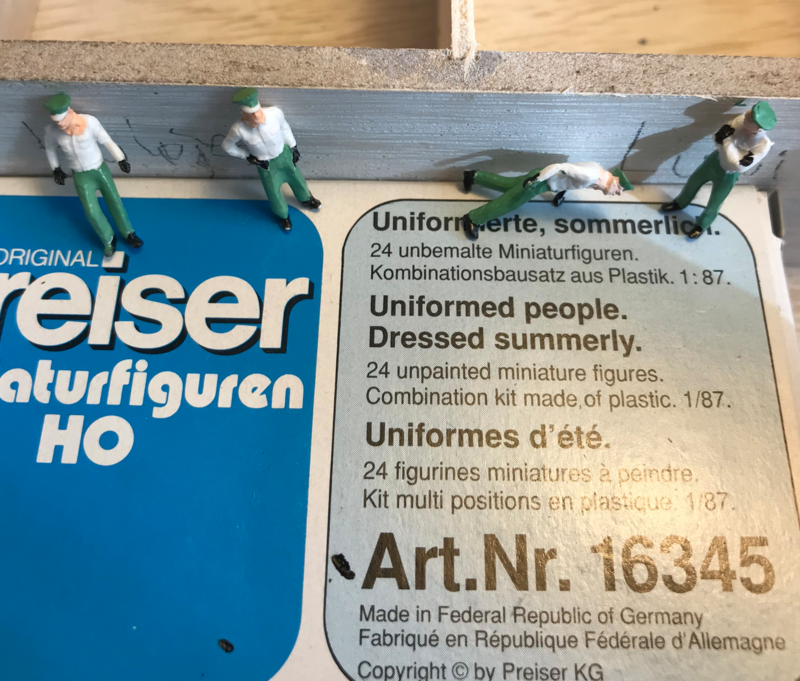 ORIGINAL
reiser
aturfiguren
HO
Uniformierte, sommerlich.
24 unbemalte Miniaturfiguren.
Kombinationsbausatz aus Plastik. 1:87.
Uniformed people.
Dressed summerly.
24 unpainted miniature figures.
Combination kit made of plastic. 1/87.
Uniformes d'été.
24 figurines miniatures à peindre.
Kit multi positions en plastique. 1/87.
Art.Nr. 16345
Made in Federal Republic of Germany
Fabriqué en République Fédérale d'Allemagne
Copyright © by Preiser KG